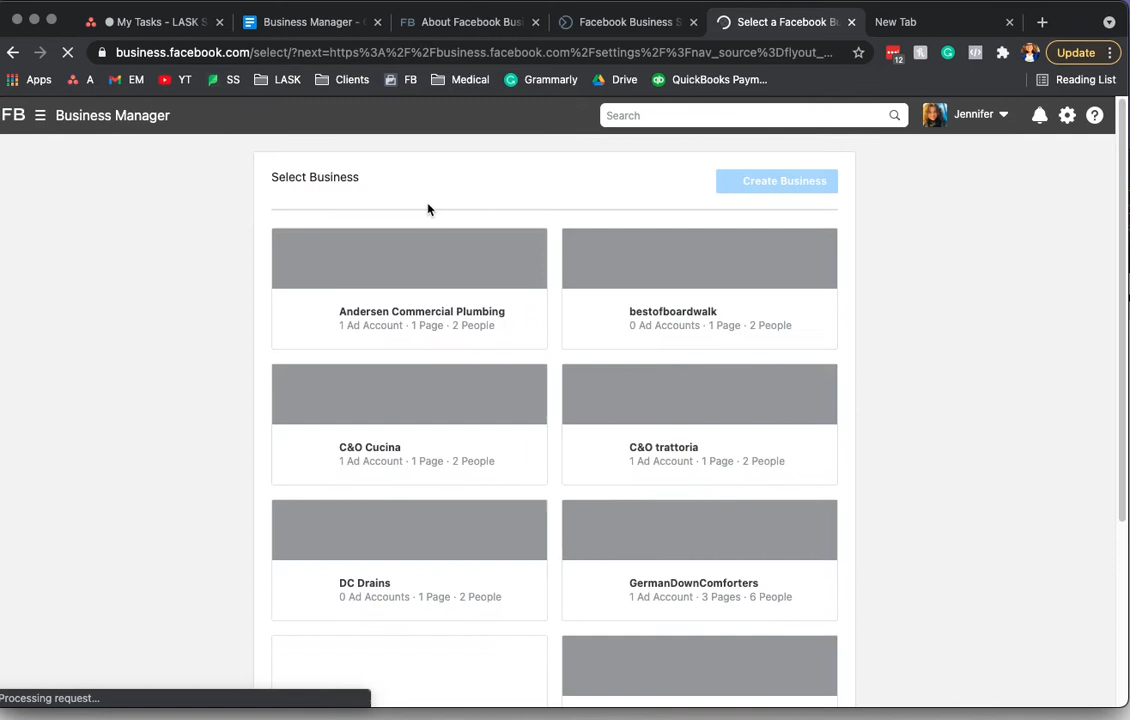 My Tasks - LASK S
Business Manager -
FB About Facebook Busi
Facebook Business S
Select a Facebook Bu
New Tab
business.facebook.com/select/?next=https%3A%2F%2Fbusiness.facebook.com%2Fsettings%2F%3Fnav_source%3Dflyout_...
12
Update
Apps
A
EM
YT
SS
LASK
Clients
FB
Medical
Grammarly
Drive
QuickBooks Paym...
Reading List
FB
Business Manager
Search
Jennifer
Select Business
Create Business
Andersen Commercial Plumbing
1 Ad Account · 1 Page · 2 People
bestofboardwalk
0 Ad Accounts · 1 Page · 2 People
C&O Cucina
1 Ad Account · 1 Page · 2 People
C&O trattoria
1 Ad Account · 1 Page · 2 People
DC Drains
0 Ad Accounts · 1 Page · 2 People
GermanDownComforters
1 Ad Account · 3 Pages · 6 People
Processing request...